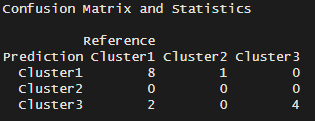 Confusion Matrix and Statistics
Reference
Prediction Cluster1 Cluster2 Cluster3
Cluster1 8 1 0
Cluster2 0 0 0
Cluster3 2 0 4